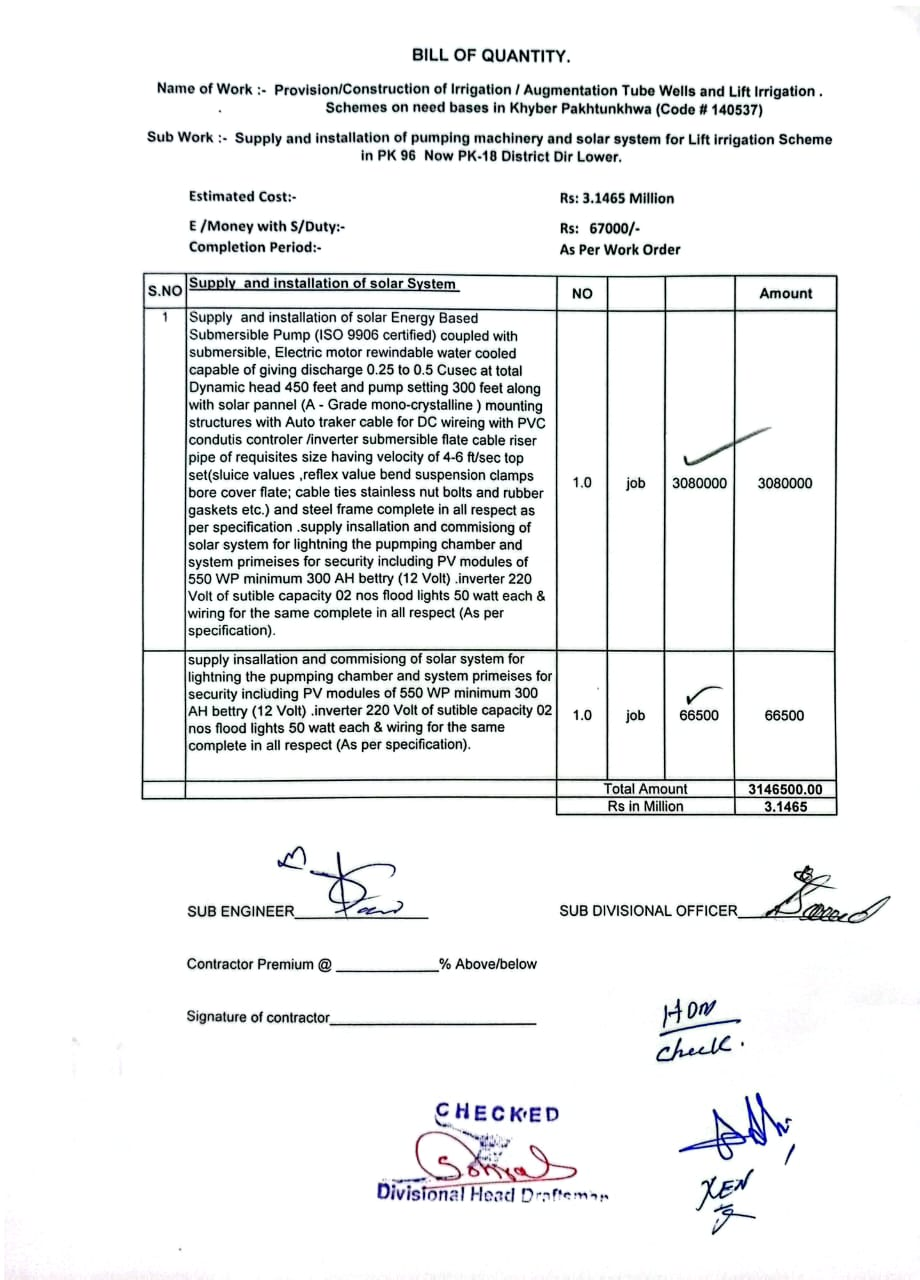 BILL OF QUANTITY.
Name of Work :- Provision/Construction of Irrigation / Augmentation Tube Wells and Lift Irrigation .
Schemes on need bases in Khyber Pakhtunkhwa (Code # 140537)
Sub Work :- Supply and installation of pumping machinery and solar system for Lift irrigation Scheme
in PK 96 Now PK-18 District Dir Lower.
Estimated Cost:- Rs: 3.1465 Million
E /Money with S/Duty:- Rs: 67000/-
Completion Period:- As Per Work Order
S.NO Supply and installation of solar System NO Amount
1 Supply and installation of solar Energy Based
Submersible Pump (ISO 9906 certified) coupled with
submersible, Electric motor rewindable water cooled
capable of giving discharge 0.25 to 0.5 Cusec at total
Dynamic head 450 feet and pump setting 300 feet along
with solar pannel (A - Grade mono-crystalline ) mounting
structures with Auto traker cable for DC wireing with PVC
condutis controler /inverter submersible flate cable riser
pipe of requisites size having velocity of 4-6 ft/sec top
set(sluice values ,reflex value bend suspension clamps
bore cover flate; cable ties stainless nut bolts and rubber
gaskets etc.) and steel frame complete in all respect as
per specification .supply insallation and commisiong of
solar system for lightning the pupmping chamber and
system primeises for security including PV modules of
550 WP minimum 300 AH bettry (12 Volt) .inverter 220
Volt of sutible capacity 02 nos flood lights 50 watt each &
wiring for the same complete in all respect (As per
specification).
1.0 job 3080000 3080000
supply insallation and commisiong of solar system for
lightning the pupmping chamber and system primeises for
security including PV modules of 550 WP minimum 300
AH bettry (12 Volt) .inverter 220 Volt of sutible capacity 02
nos flood lights 50 watt each & wiring for the same
complete in all respect (As per specification).
1.0 job 66500 66500
Total Amount 3146500.00
Rs in Million 3.1465
SUB ENGINEER
SUB DIVISIONAL OFFICER
Contractor Premium @ ____________% Above/below
Signature of contractor
HDM
Check.
CHECKED
Divisional Head Draftsman
XEN